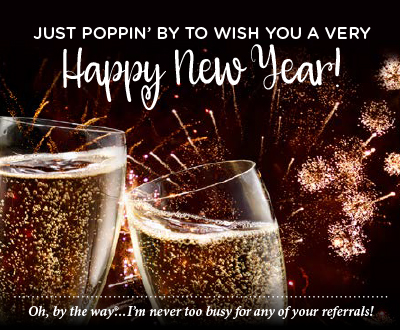 JUST POPPIN' BY TO WISH YOU A VERY
Happy New Year!
Oh, by the way®...I'm never too busy for any of your referrals!